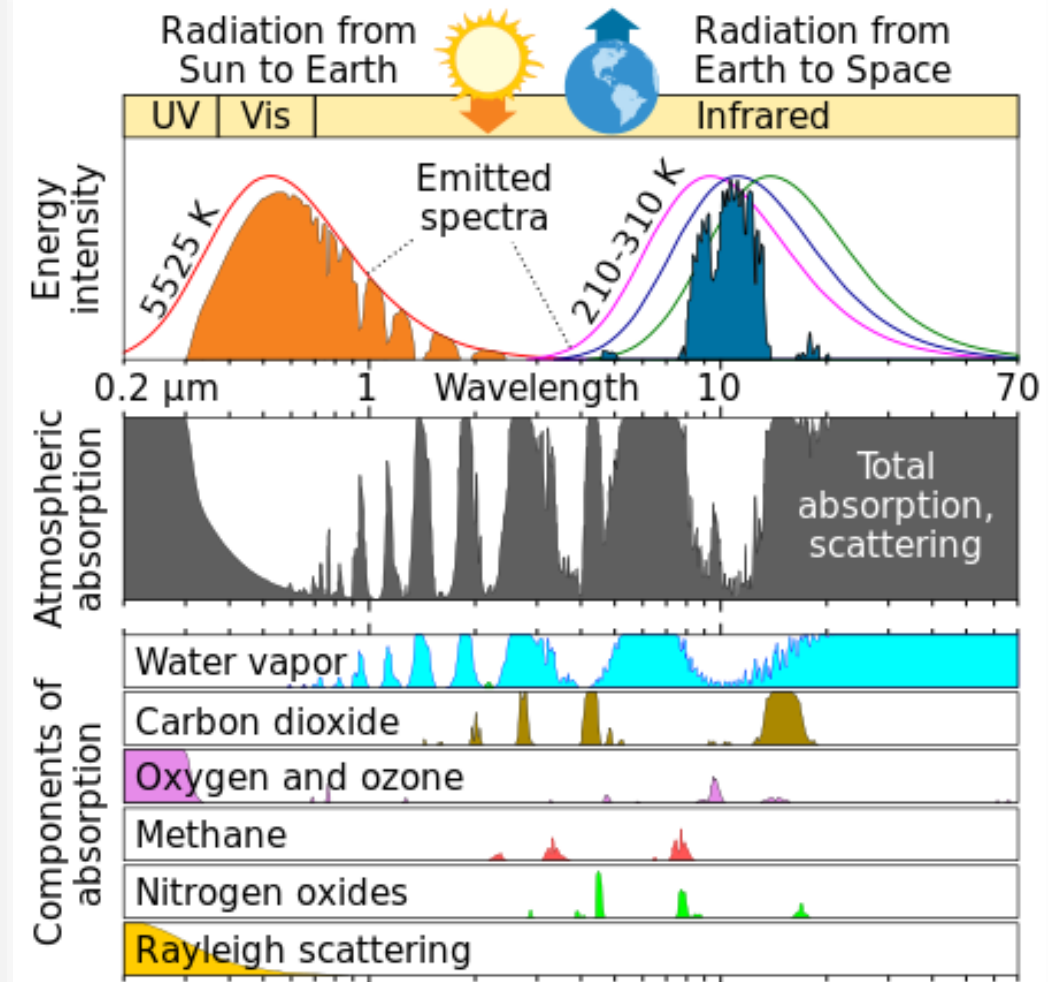 Radiation from
Sun to Earth
Radiation from
Earth to Space
UV
Vis
Infrared
Energy
intensity
5525 K
Emitted
spectra
210-310 K
0.2 µm
1
Wavelength
10
70
Atmospheric
absorption
Total
absorption,
scattering
Components of
absorption
Water vapor
Carbon dioxide
Oxygen and ozone
Methane
Nitrogen oxides
Rayleigh scattering